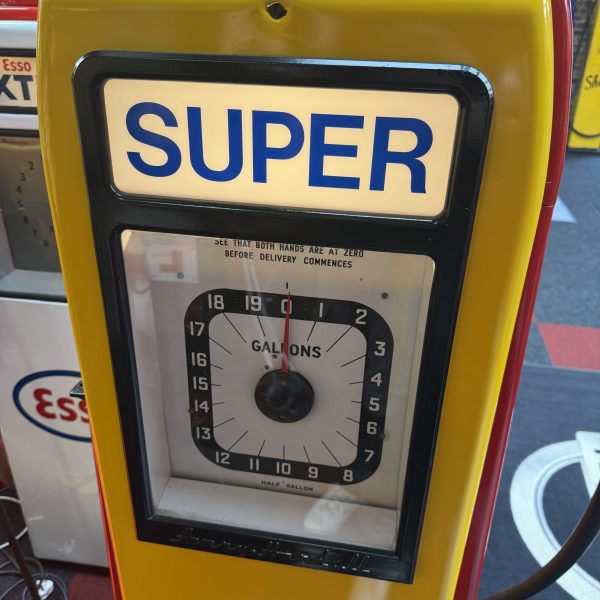 Esso
SUPER
SEE THAT BOTH HANDS ARE AT ZERO
BEFORE DELIVERY COMMENCES
18 19 0 1 2
17 3
GALLONS
16 4
15 5
14 6
13 7
12 11 10 9 8
HALF GALLON
Esso